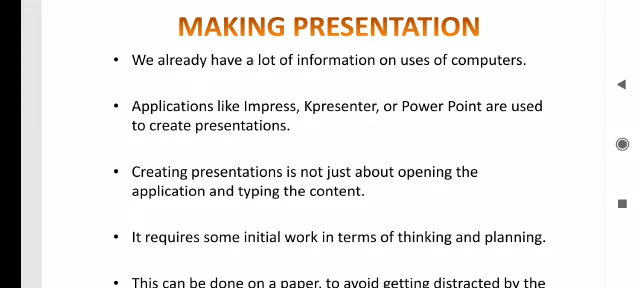 MAKING PRESENTATION
• We already have a lot of information on uses of computers.
• Applications like Impress, Kpresenter, or Power Point are used
to create presentations.
• Creating presentations is not just about opening the
application and typing the content.
• It requires some initial work in terms of thinking and planning.
• This can be done on a paper, to avoid getting distracted by the